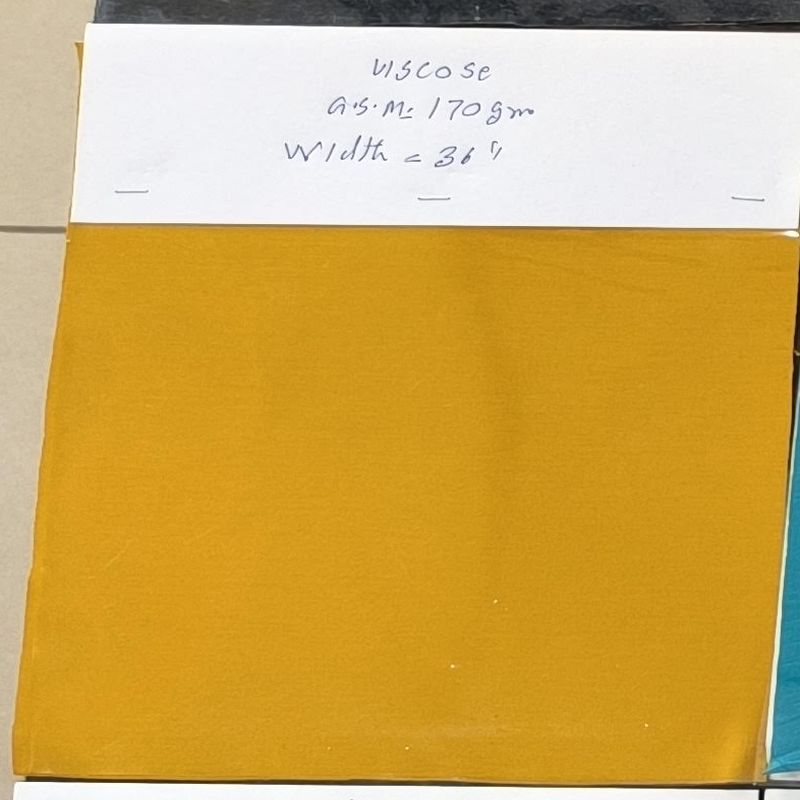 VISCOSE
G.S.M: 170 gm
Width = 36"